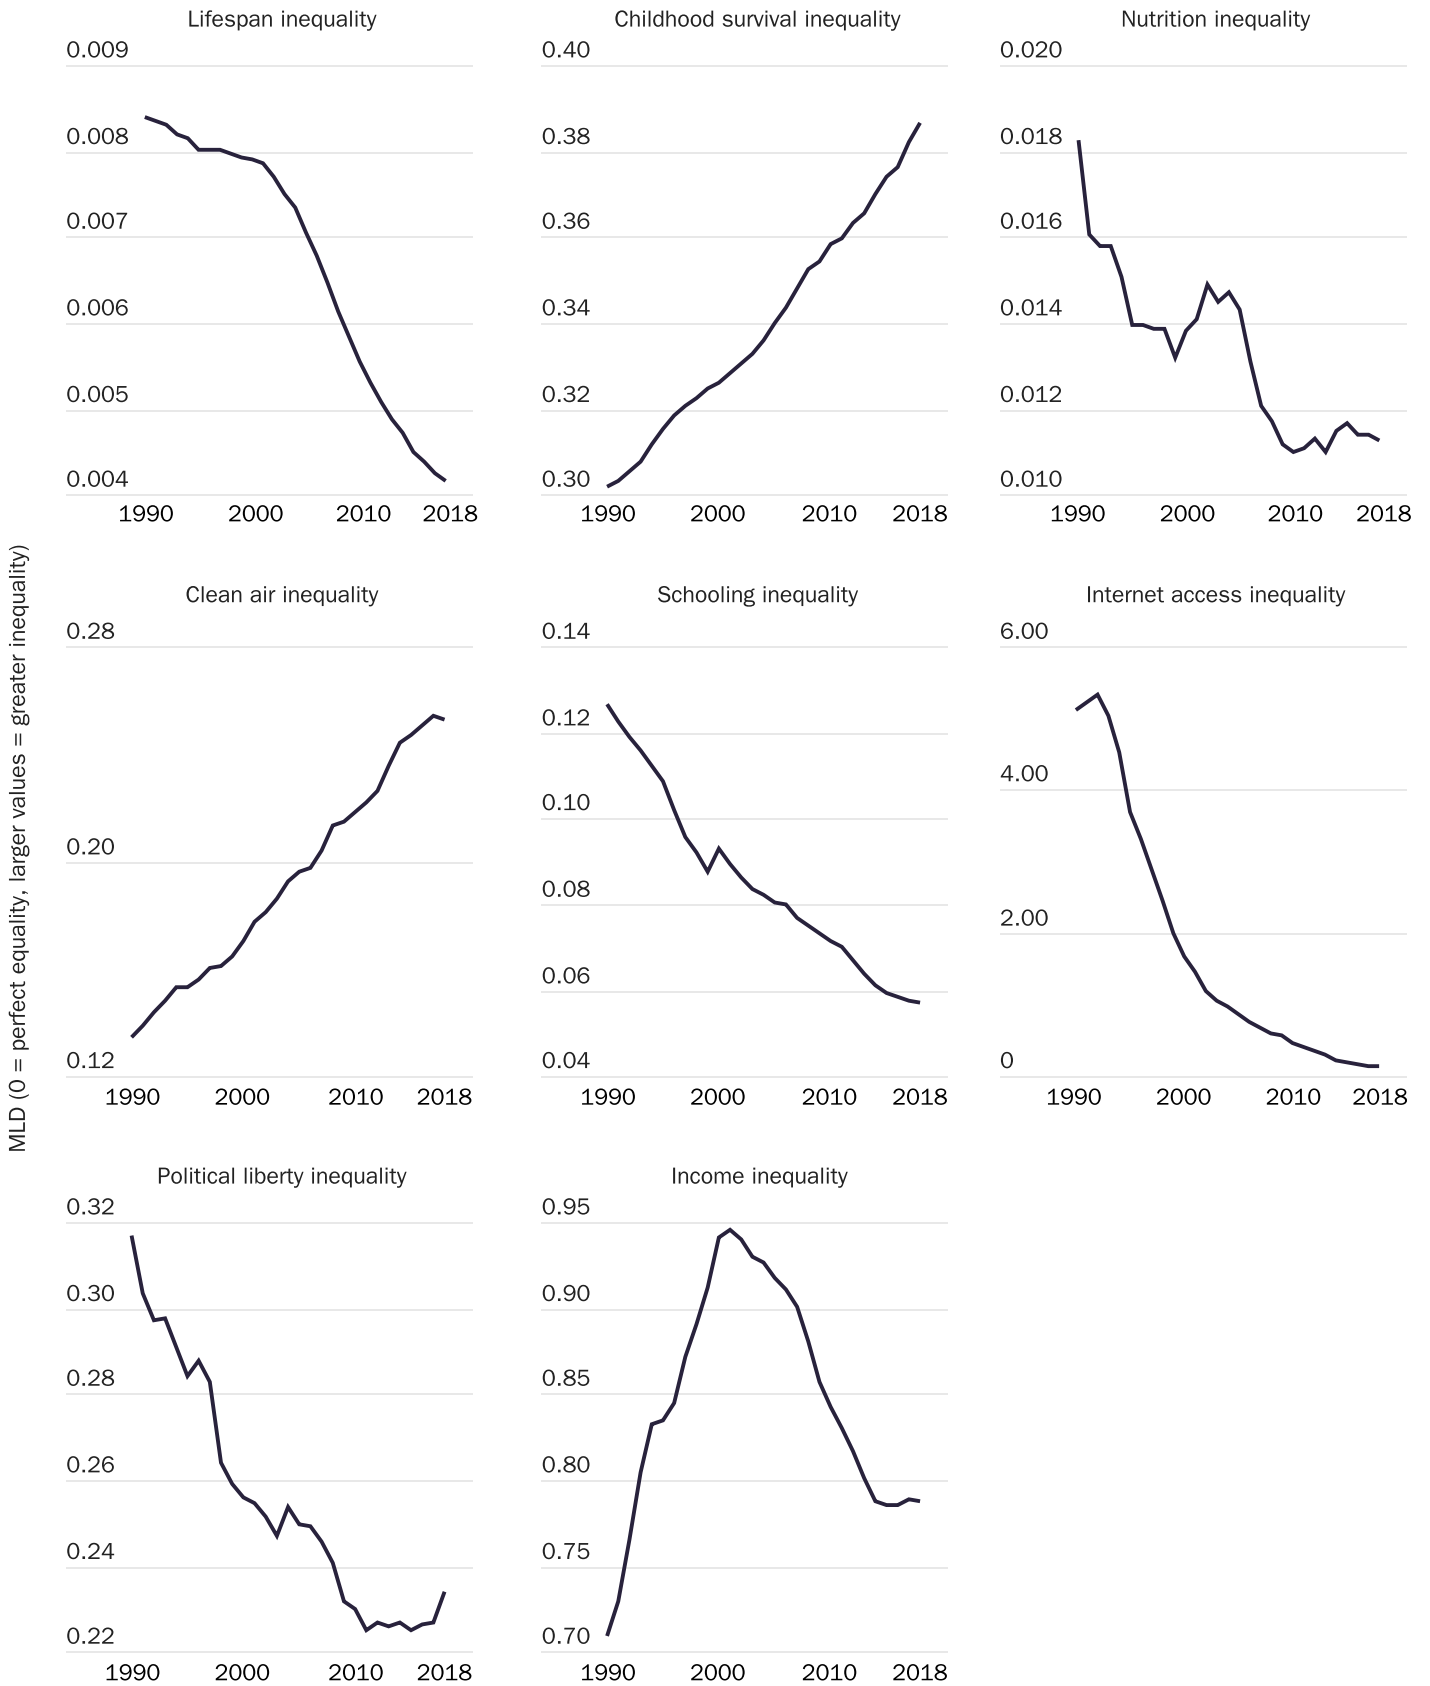 Lifespan inequality
0.009
0.008
0.007
0.006
0.005
0.004
1990 2000 2010 2018
Childhood survival inequality
0.40
0.38
0.36
0.34
0.32
0.30
1990 2000 2010 2018
Nutrition inequality
0.020
0.018
0.016
0.014
0.012
0.010
1990 2000 2010 2018
MLD (0 = perfect equality, larger values = greater inequality)
Clean air inequality
0.28
0.20
0.12
1990 2000 2010 2018
Schooling inequality
0.14
0.12
0.10
0.08
0.06
0.04
1990 2000 2010 2018
Internet access inequality
6.00
4.00
2.00
0
1990 2000 2010 2018
Political liberty inequality
0.32
0.30
0.28
0.26
0.24
0.22
1990 2000 2010 2018
Income inequality
0.95
0.90
0.85
0.80
0.75
0.70
1990 2000 2010 2018